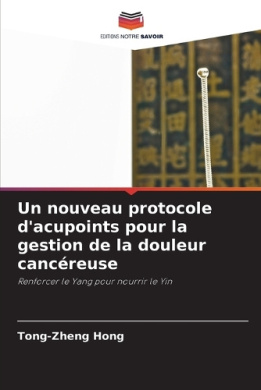 EDITIONS NOTRE SAVOIR
Un nouveau protocole
d'acupoints pour la
gestion de la douleur
cancéreuse
Renforcer le Yang pour nourrir le Yin
Tong-Zheng Hong